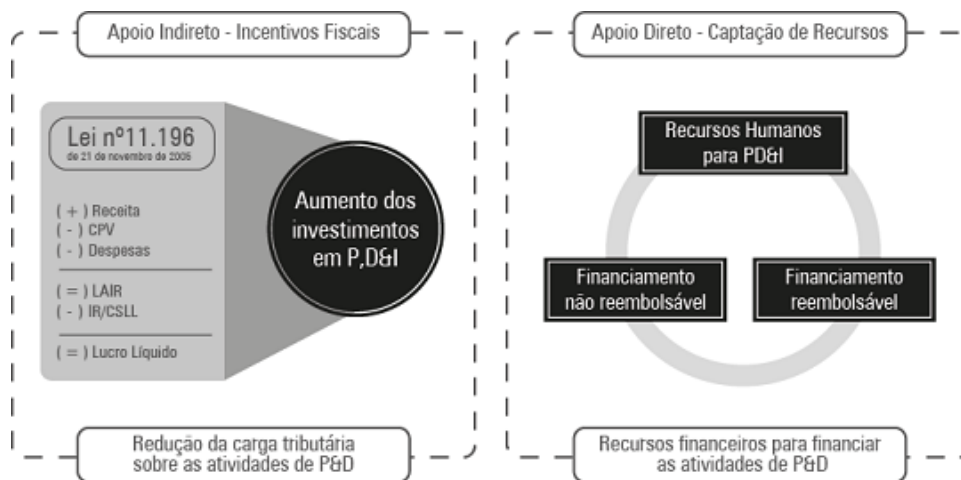 Apoio Indireto - Incentivos Fiscais
Lei nº11.196
de 21 de novembro de 2005
( + ) Receita
( - ) CPV
( - ) Despesas
( = ) LAIR
( - ) IR/CSLL
( = ) Lucro Líquido
Aumento dos
investimentos
em P,D&I
Redução da carga tributária
sobre as atividades de P&D
Apoio Direto - Captação de Recursos
Recursos Humanos
para PD&I
Financiamento
não reembolsável
Financiamento
reembolsável
Recursos financeiros para financiar
as atividades de P&D